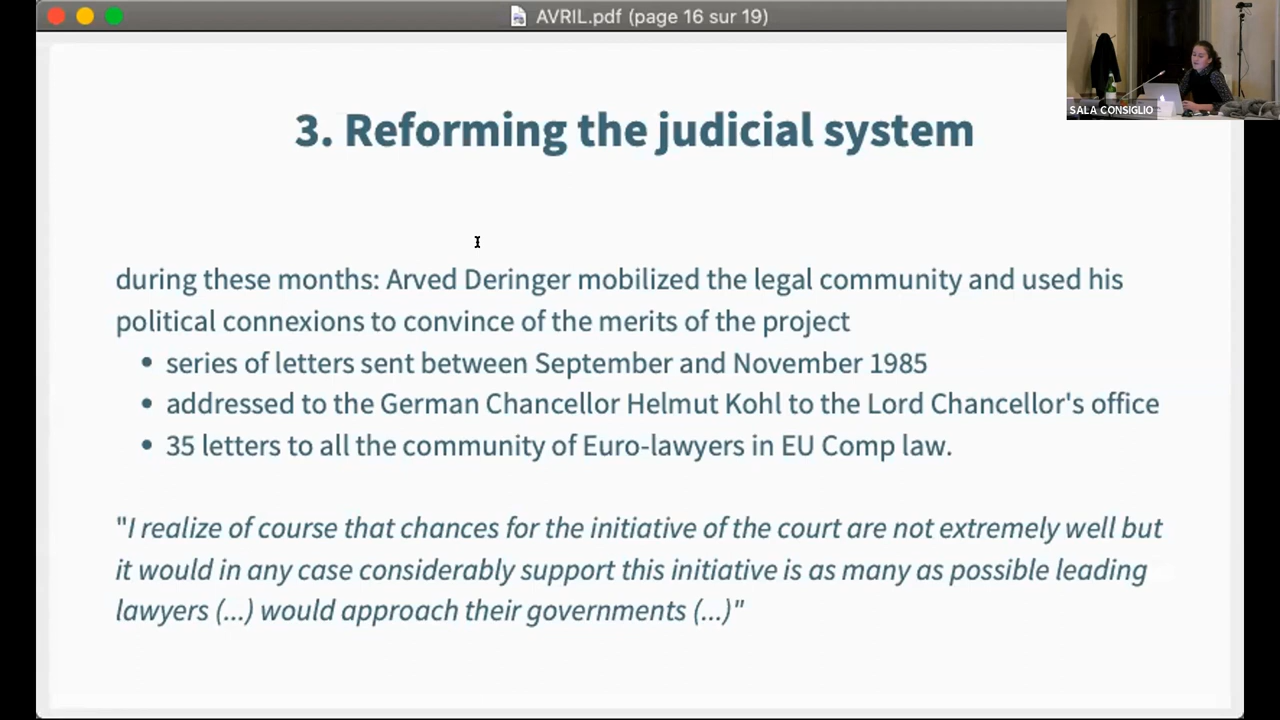 AVRIL.pdf (page 16 sur 19)
SALA CONSIGLIO
3. Reforming the judicial system
during these months: Arved Deringer mobilized the legal community and used his
political connexions to convince of the merits of the project
• series of letters sent between September and November 1985
• addressed to the German Chancellor Helmut Kohl to the Lord Chancellor's office
• 35 letters to all the community of Euro-lawyers in EU Comp law.
"I realize of course that chances for the initiative of the court are not extremely well but
it would in any case considerably support this initiative is as many as possible leading
lawyers (...) would approach their governments (...)"